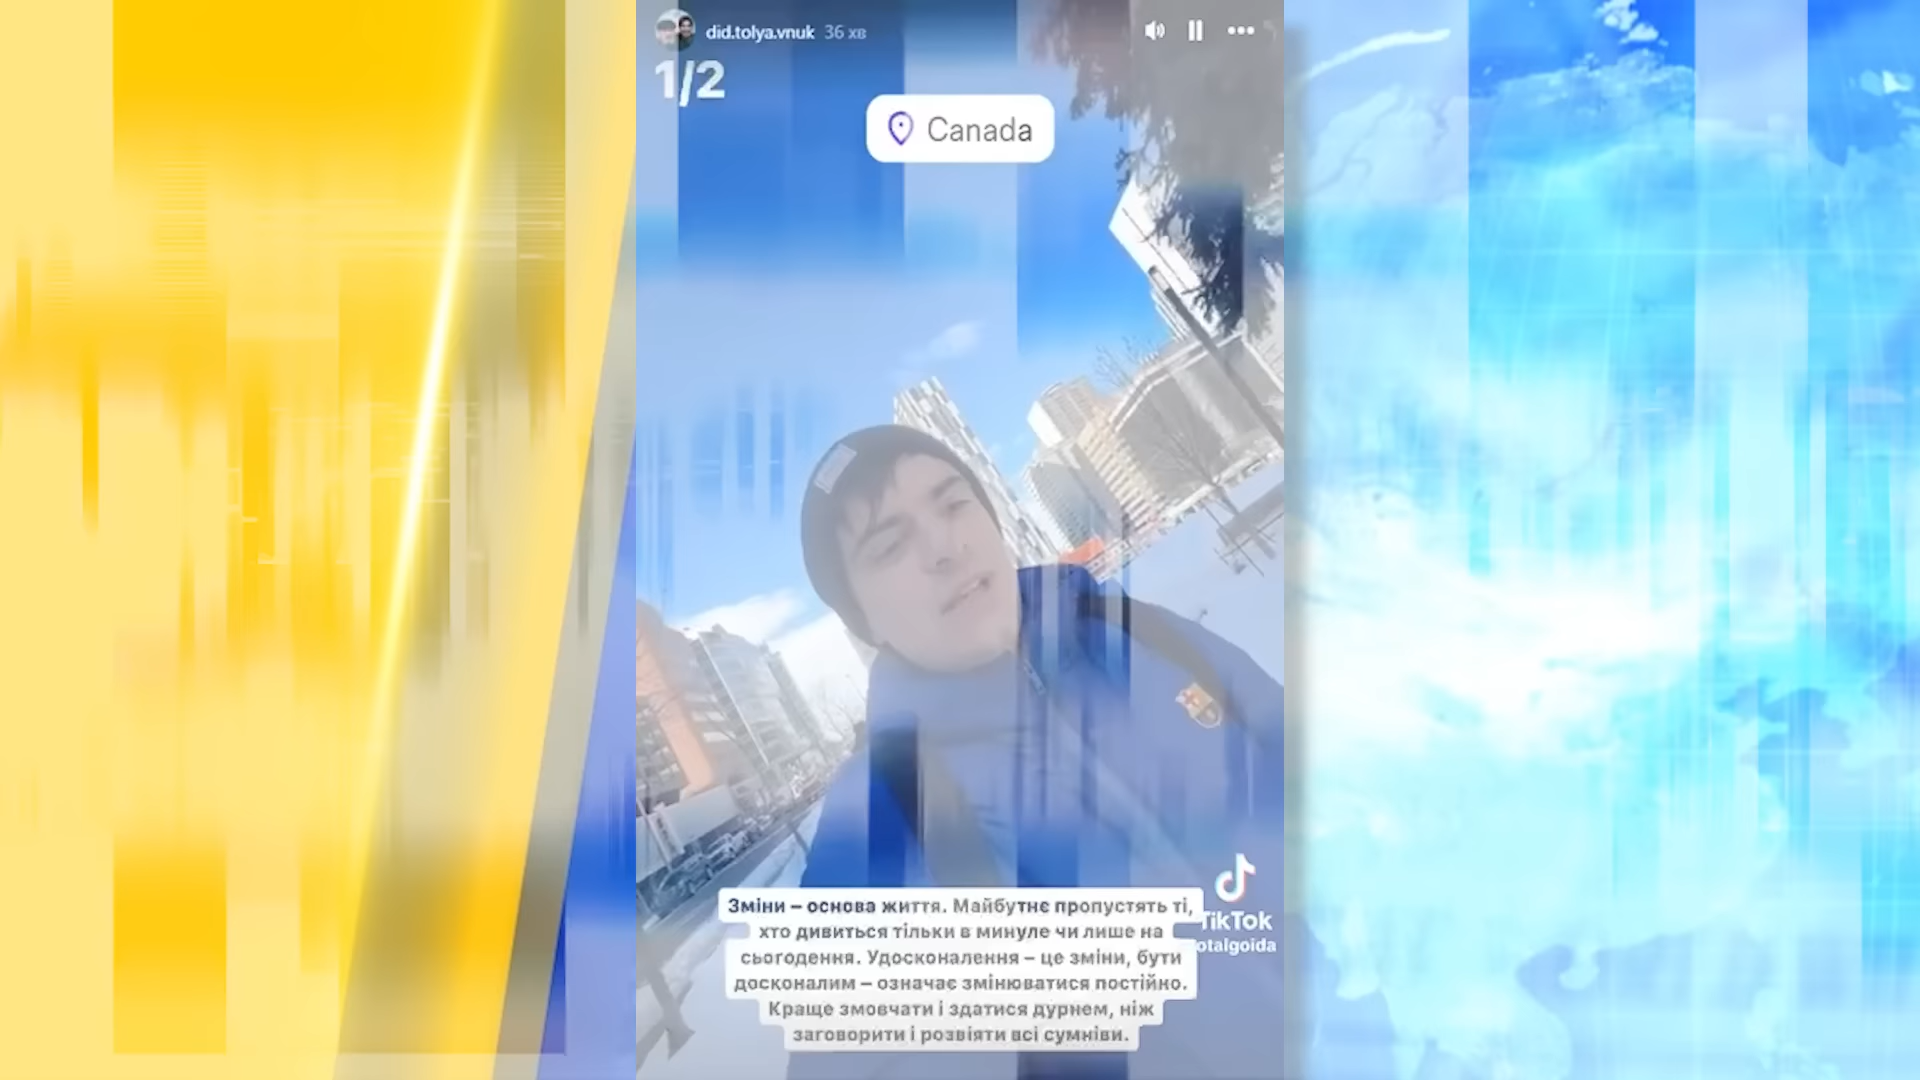 did.tolya.vnuk 36 хв
1/2
Canada
Зміни – основа життя. Майбутнє пропустять ті,
хто дивиться тільки в минуле чи лише на
сьогодення. Удосконалення – це зміни, бути
досконалим – означає змінюватися постійно.
Краще змовчати і здатися дурнем, ніж
заговорити і розвіяти всі сумніви.
TikTok
otalgoida